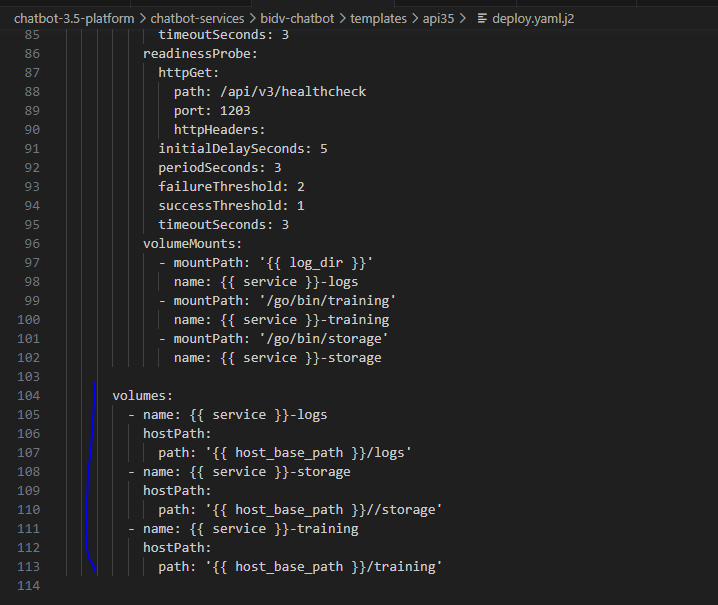 chatbot-3.5-platform > chatbot-services > bidv-chatbot > templates > api35 > deploy.yaml.j2
85 timeoutSeconds: 3
86 readinessProbe:
87 httpGet:
88 path: /api/v3/healthcheck
89 port: 1203
90 httpHeaders:
91 initialDelaySeconds: 5
92 periodSeconds: 3
93 failureThreshold: 2
94 successThreshold: 1
95 timeoutSeconds: 3
96 volumeMounts:
97 - mountPath: '{{ log_dir }}'
98 name: {{ service }}-logs
99 - mountPath: '/go/bin/training'
100 name: {{ service }}-training
101 - mountPath: '/go/bin/storage'
102 name: {{ service }}-storage
103
104 volumes:
105 - name: {{ service }}-logs
106 hostPath:
107 path: '{{ host_base_path }}/logs'
108 - name: {{ service }}-storage
109 hostPath:
110 path: '{{ host_base_path }}//storage'
111 - name: {{ service }}-training
112 hostPath:
113 path: '{{ host_base_path }}/training'
114